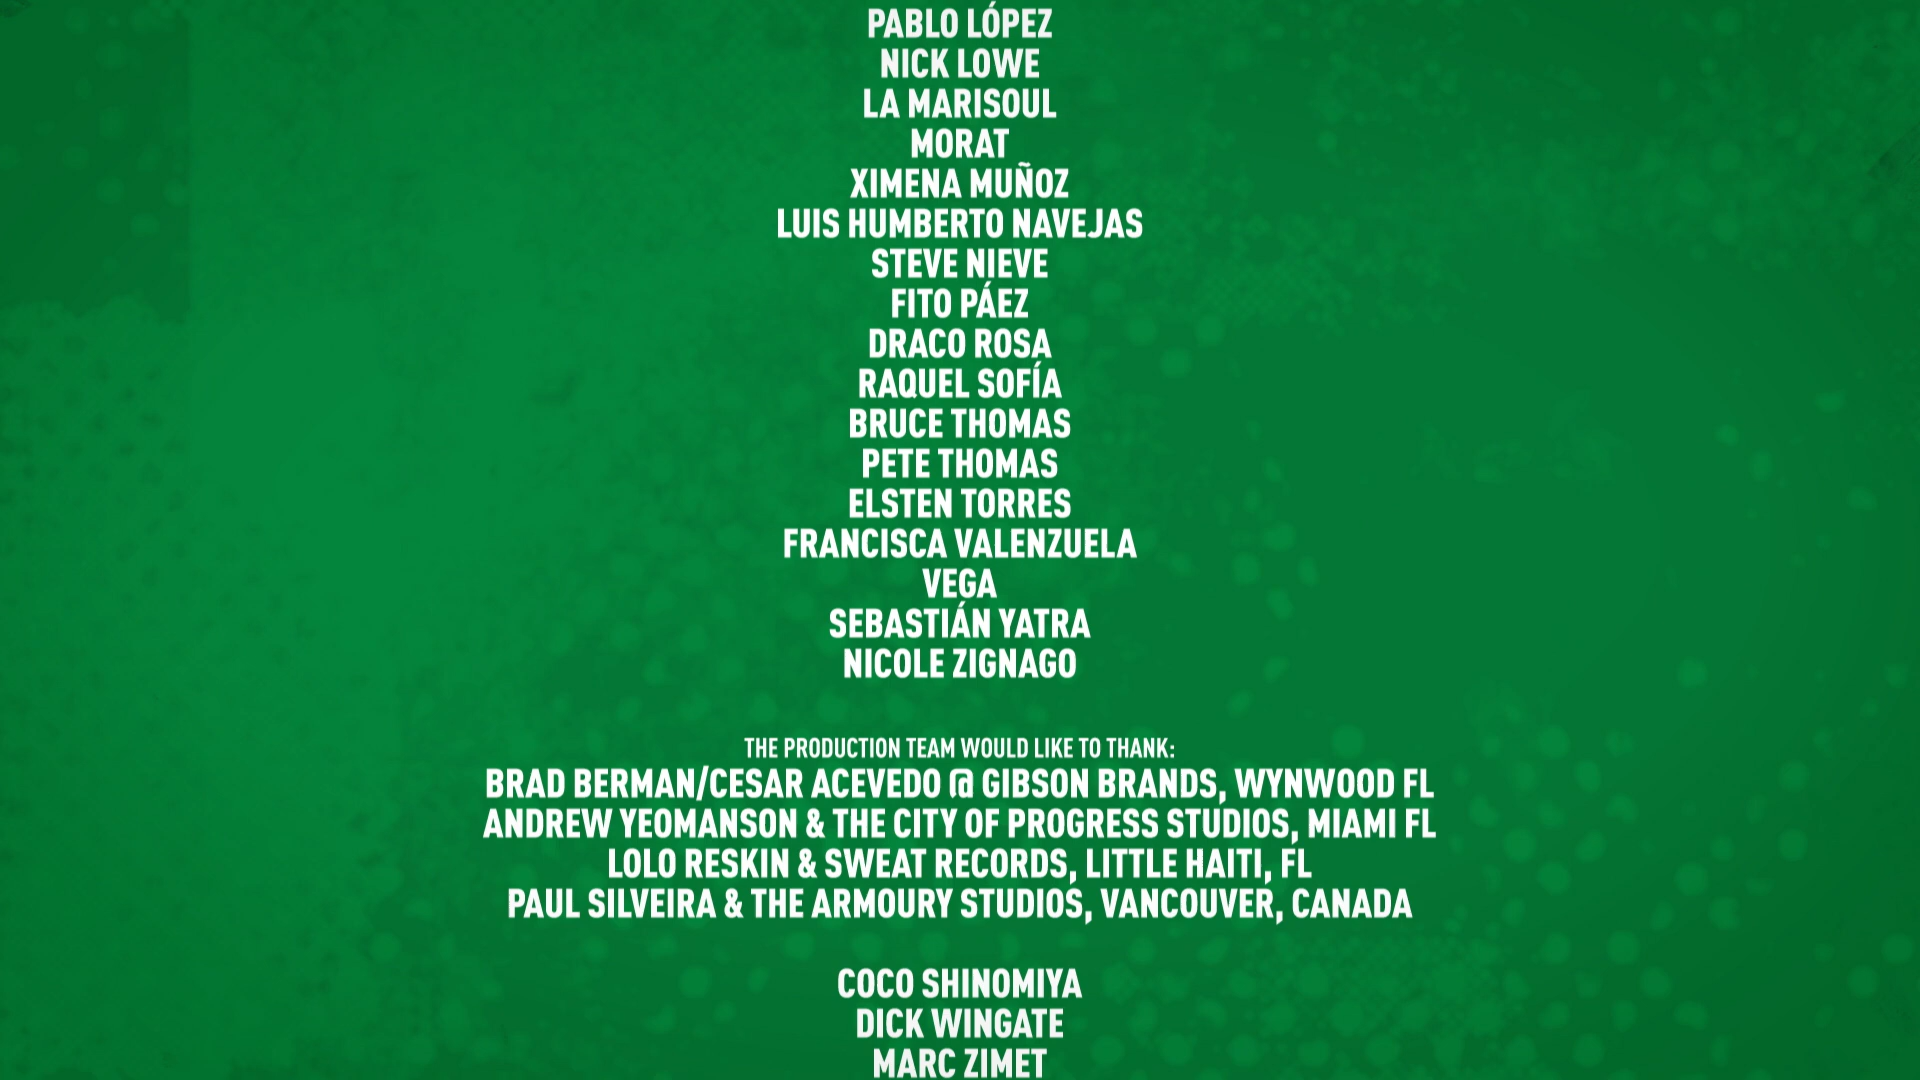 PABLO LÓPEZ
NICK LOWE
LA MARISOUL
MORAT
XIMENA MUÑOZ
LUIS HUMBERTO NAVEJAS
STEVE NIEVE
FITO PÁEZ
DRACO ROSA
RAQUEL SOFÍA
BRUCE THOMAS
PETE THOMAS
ELSTEN TORRES
FRANCISCA VALENZUELA
VEGA
SEBASTIÁN YATRA
NICOLE ZIGNAGO
THE PRODUCTION TEAM WOULD LIKE TO THANK:
BRAD BERMAN/CESAR ACEVEDO @ GIBSON BRANDS, WYNWOOD FL
ANDREW YEOMANSON & THE CITY OF PROGRESS STUDIOS, MIAMI FL
LOLO RESKIN & SWEAT RECORDS, LITTLE HAITI, FL
PAUL SILVEIRA & THE ARMOURY STUDIOS, VANCOUVER, CANADA
COCO SHINOMIYA
DICK WINGATE
MARC ZIMET